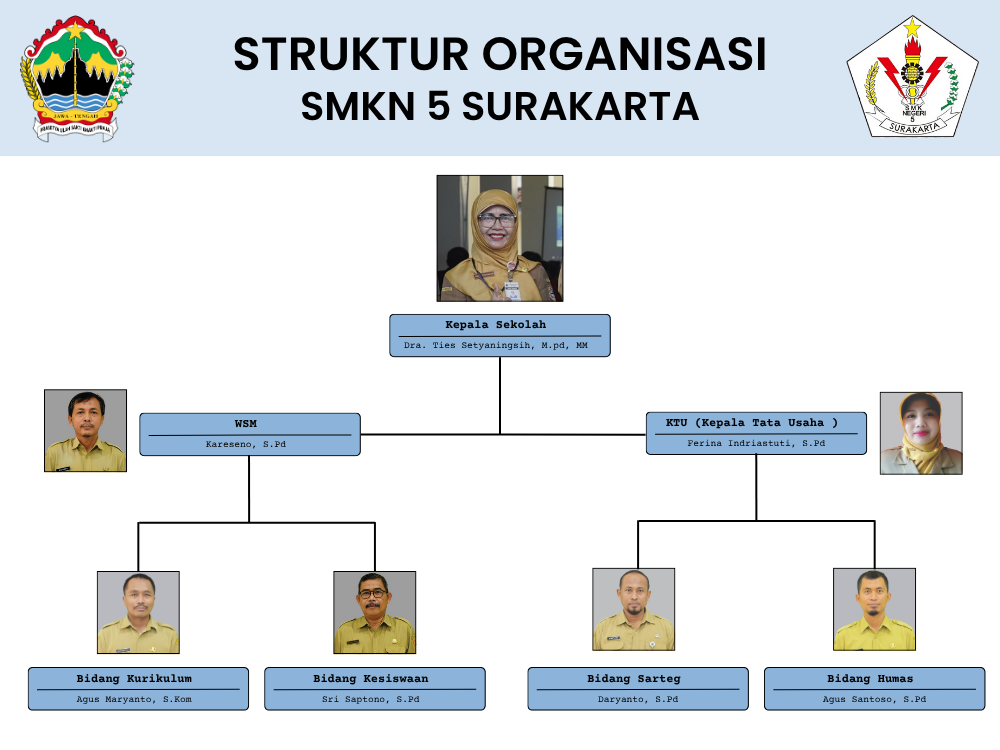 STRUKTUR ORGANISASI
SMKN 5 SURAKARTA
JAWA - TENGAH
SMK
NEGERI
5
SURAKARTA
Kepala Sekolah
Dra. Ties Setyaningsih, M.pd, MM
WSM
Kareseno, S.Pd
KTU (Kepala Tata Usaha )
Ferina Indriastuti, S.Pd
Bidang Kurikulum
Agus Maryanto, S.Kom
Bidang Kesiswaan
Sri Saptono, S.Pd
Bidang Sarteg
Daryanto, S.Pd
Bidang Humas
Agus Santoso, S.Pd